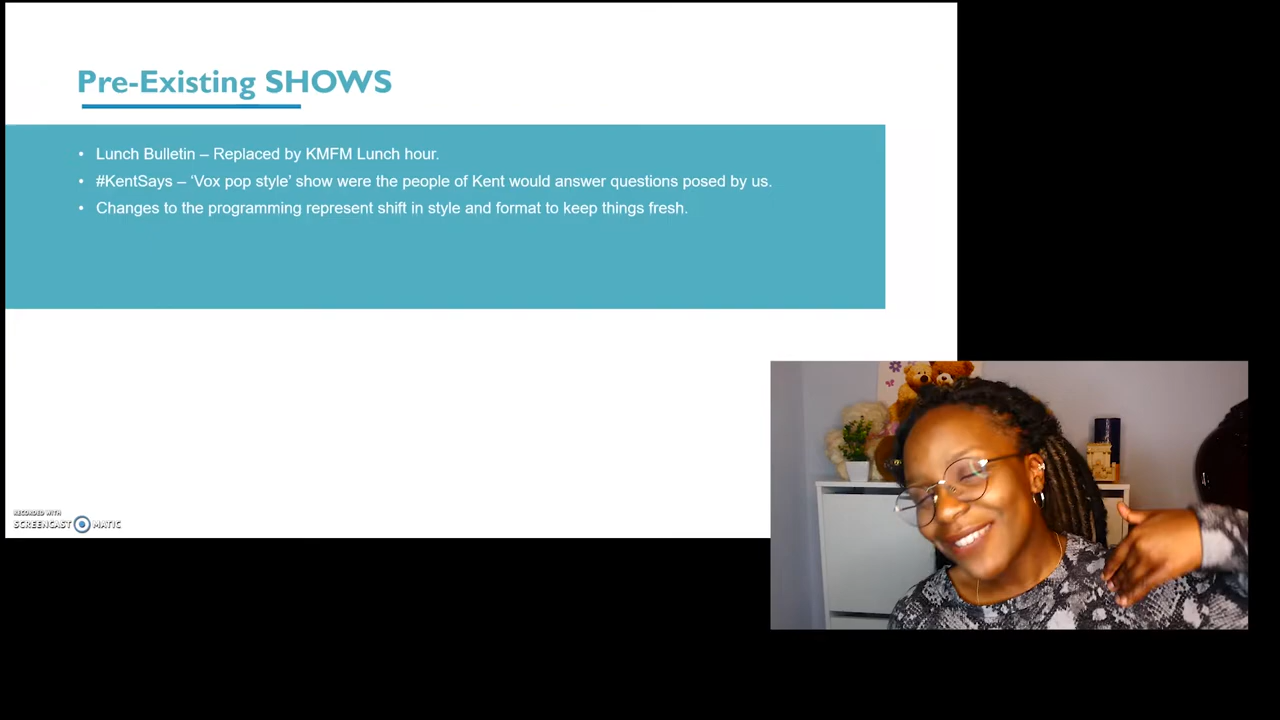 Pre-Existing SHOWS
• Lunch Bulletin – Replaced by KMFM Lunch hour.
• #KentSays – ‘Vox pop style’ show were the people of Kent would answer questions posed by us.
• Changes to the programming represent shift in style and format to keep things fresh.
RECORDED WITH
SCREENCAST MATIC